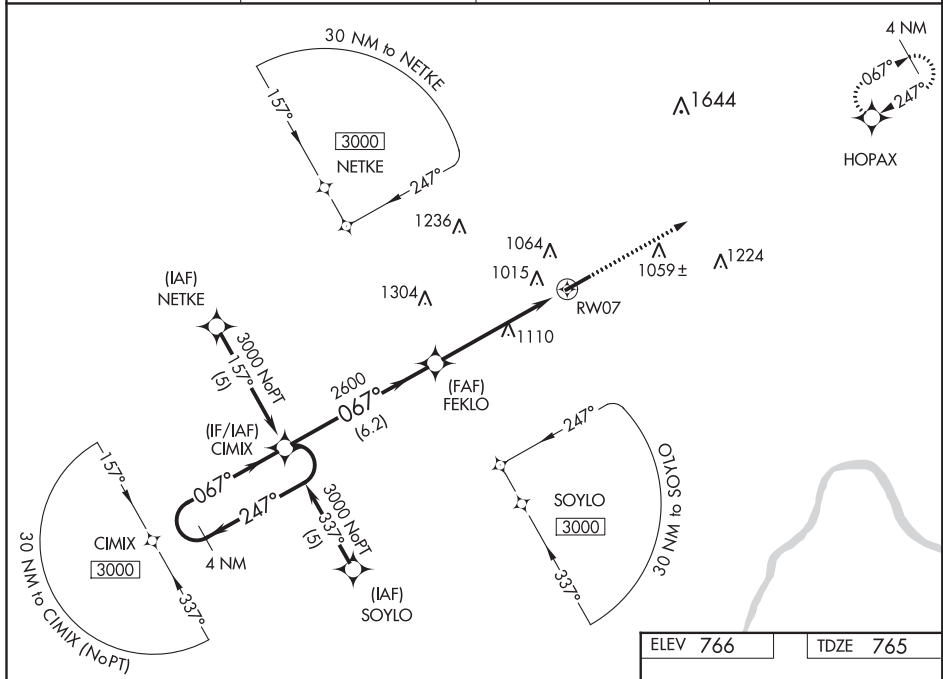 4 NM
067°
247°
HOPAX
30 NM to NETKE
157°
3000
NETKE
247°
1644
1236
1064
1015
1059 ±
1224
1304
RW07
1110
(IAF)
NETKE
3000 NoPT
157°
(5)
2600
067°
(6.2)
(FAF)
FEKLO
(IF/IAF)
CIMIX
067°
247°
4 NM
3000 NoPT
337°
(5)
(IAF)
SOYLO
157°
CIMIX
3000
337°
30 NM to CIMIX (NoPT)
247°
SOYLO
3000
337°
30 NM to SOYLO
ELEV 766
TDZE 765